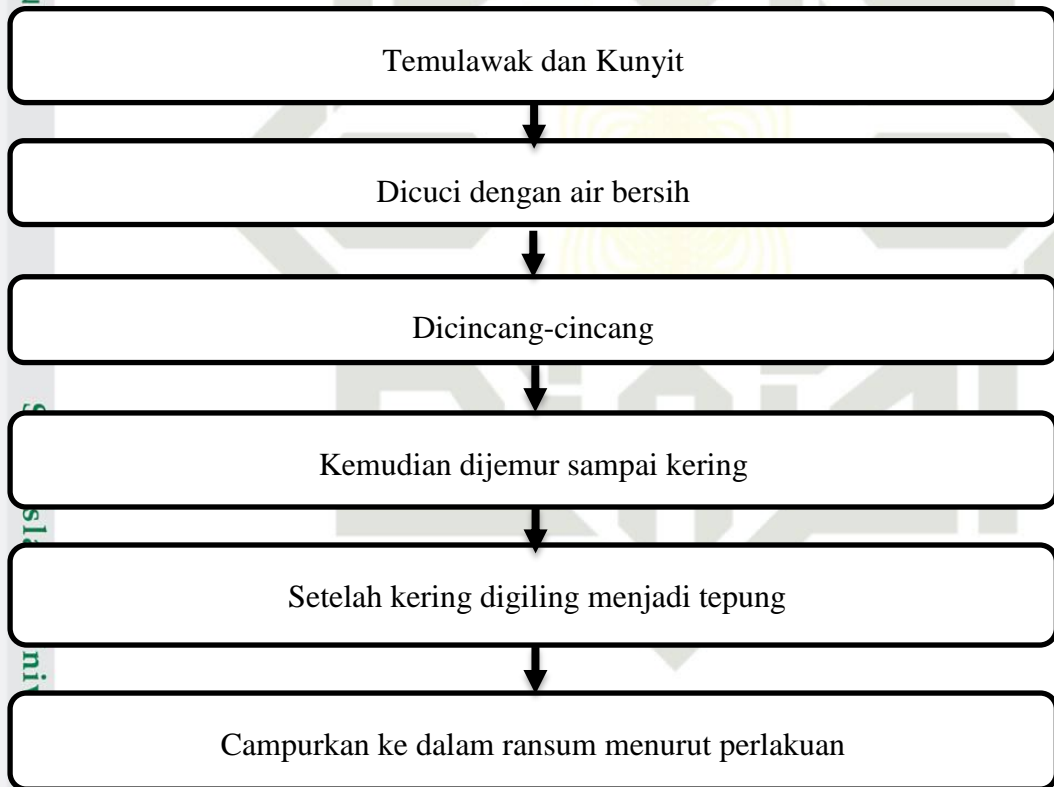 Temulawak dan Kunyit
Dicuci dengan air bersih
Dicincang-cincang
Kemudian dijemur sampai kering
Setelah kering digiling menjadi tepung
Campurkan ke dalam ransum menurut perlakuan